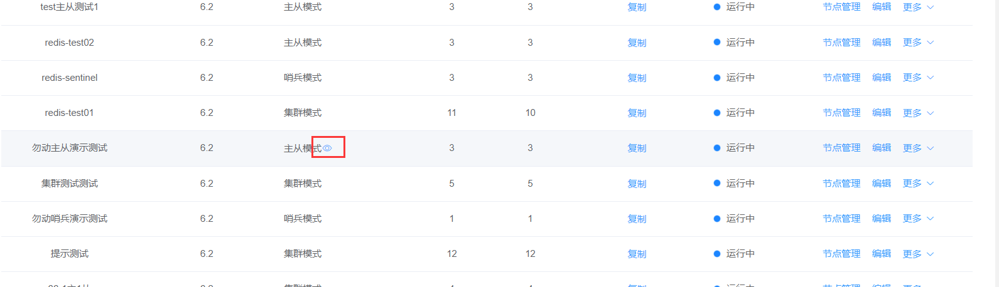 test主从测试1 6.2 主从模式 3 3 复制 运行中 节点管理 编辑 更多
redis-test02 6.2 主从模式 3 3 复制 运行中 节点管理 编辑 更多
redis-sentinel 6.2 哨兵模式 3 3 复制 运行中 节点管理 编辑 更多
redis-test01 6.2 集群模式 11 10 复制 运行中 节点管理 编辑 更多
勿动主从演示测试 6.2 主从模式 3 3 复制 运行中 节点管理 编辑 更多
集群测试测试 6.2 集群模式 5 5 复制 运行中 节点管理 编辑 更多
勿动哨兵演示测试 6.2 哨兵模式 1 1 复制 运行中 节点管理 编辑 更多
提示测试 6.2 集群模式 12 12 复制 运行中 节点管理 编辑 更多